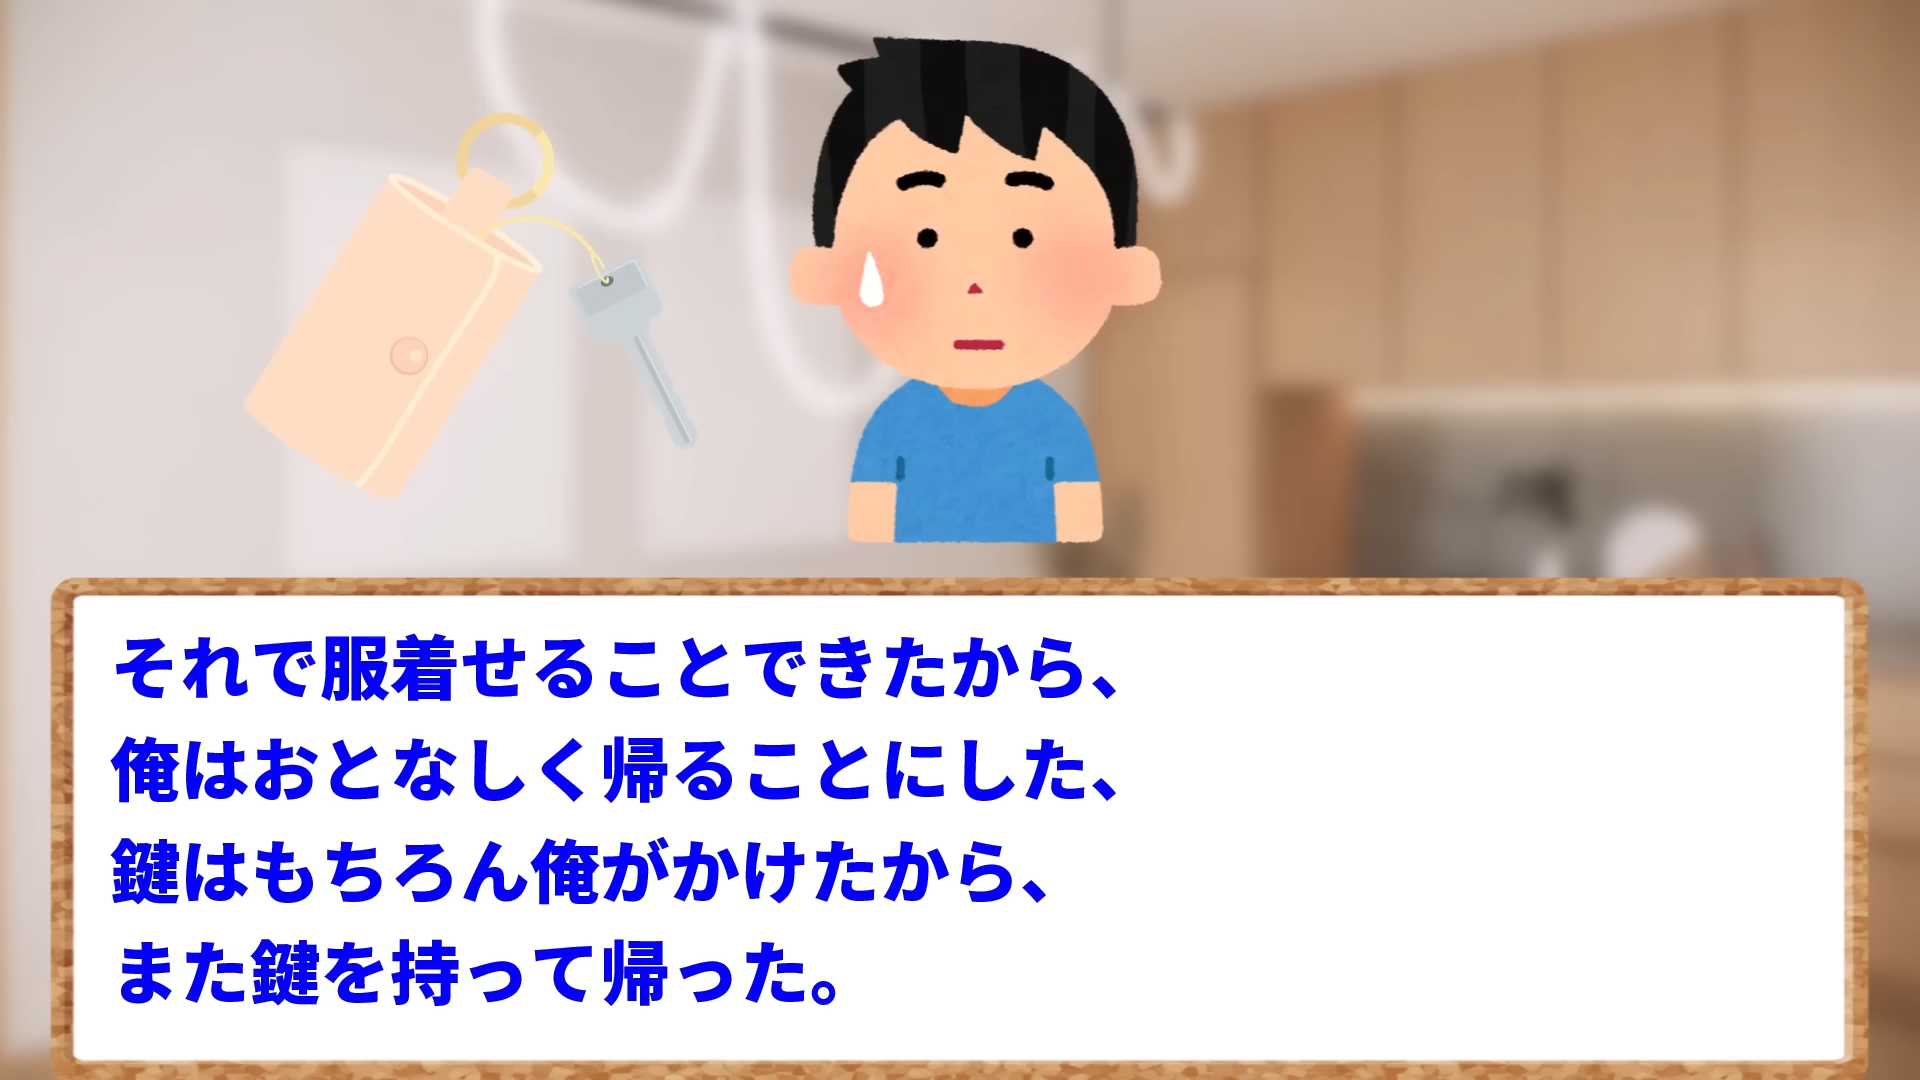 それで服着せることできたから、
俺はおとなしく帰ることにした、
鍵はもちろん俺がかけたから、
また鍵を持って帰った。